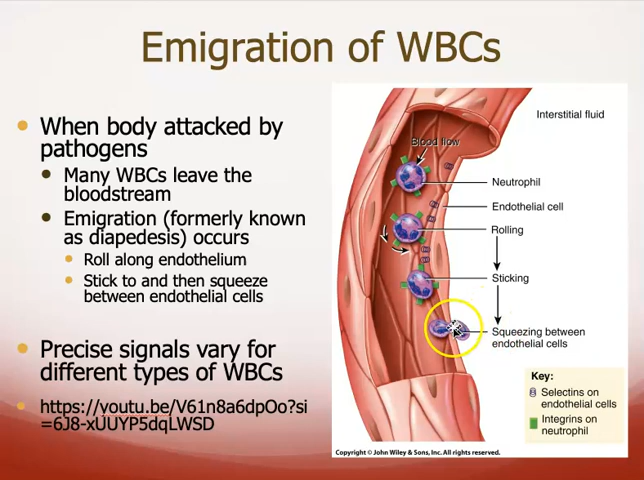 Emigration of WBCs
When body attacked by
pathogens
Many WBCs leave the
bloodstream
Emigration (formerly known
as diapedesis) occurs
Roll along endothelium
Stick to and then squeeze
between endothelial cells
Precise signals vary for
different types of WBCs
https://youtu.be/V61n8a6dpOo?si
=6J8-xUUYP5dqLWSD
Interstitial fluid
Blood flow
Neutrophil
Endothelial cell
Rolling
Sticking
Squeezing between
endothelial cells
Key:
Selectins on
endothelial cells
Integrins on
neutrophil
Copyright © John Wiley & Sons, Inc. All rights reserved.